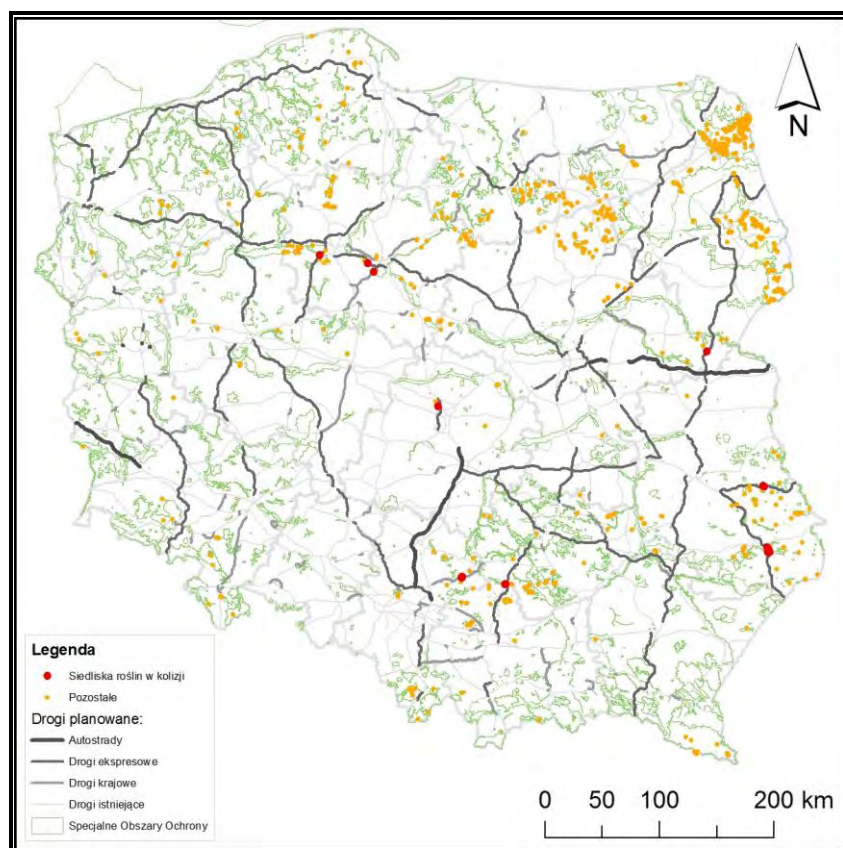 N
Legenda
Siedliska roślin w kolizji
Pozostałe
Drogi planowane:
Autostrady
Drogi ekspresowe
Drogi krajowe
Drogi istniejące
Specjalne Obszary Ochrony
0 50 100 200 km